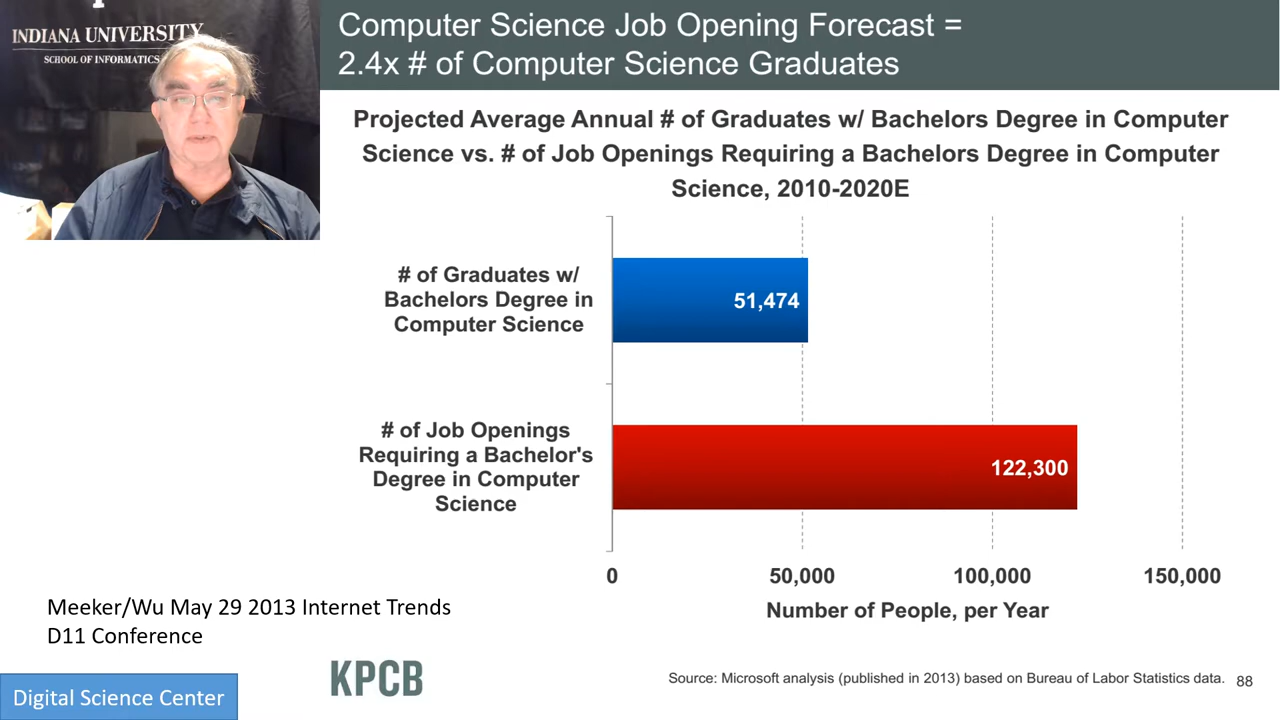 INDIANA UNIVERSITY
SCHOOL OF INFORMATICS
Computer Science Job Opening Forecast =
2.4x # of Computer Science Graduates
Projected Average Annual # of Graduates w/ Bachelors Degree in Computer
Science vs. # of Job Openings Requiring a Bachelors Degree in Computer
Science, 2010-2020E
# of Graduates w/
Bachelors Degree in
Computer Science
51,474
# of Job Openings
Requiring a Bachelor's
Degree in Computer
Science
122,300
0
50,000
100,000
150,000
Number of People, per Year
Meeker/Wu May 29 2013 Internet Trends
D11 Conference
KPCB
Source: Microsoft analysis (published in 2013) based on Bureau of Labor Statistics data.
88
Digital Science Center